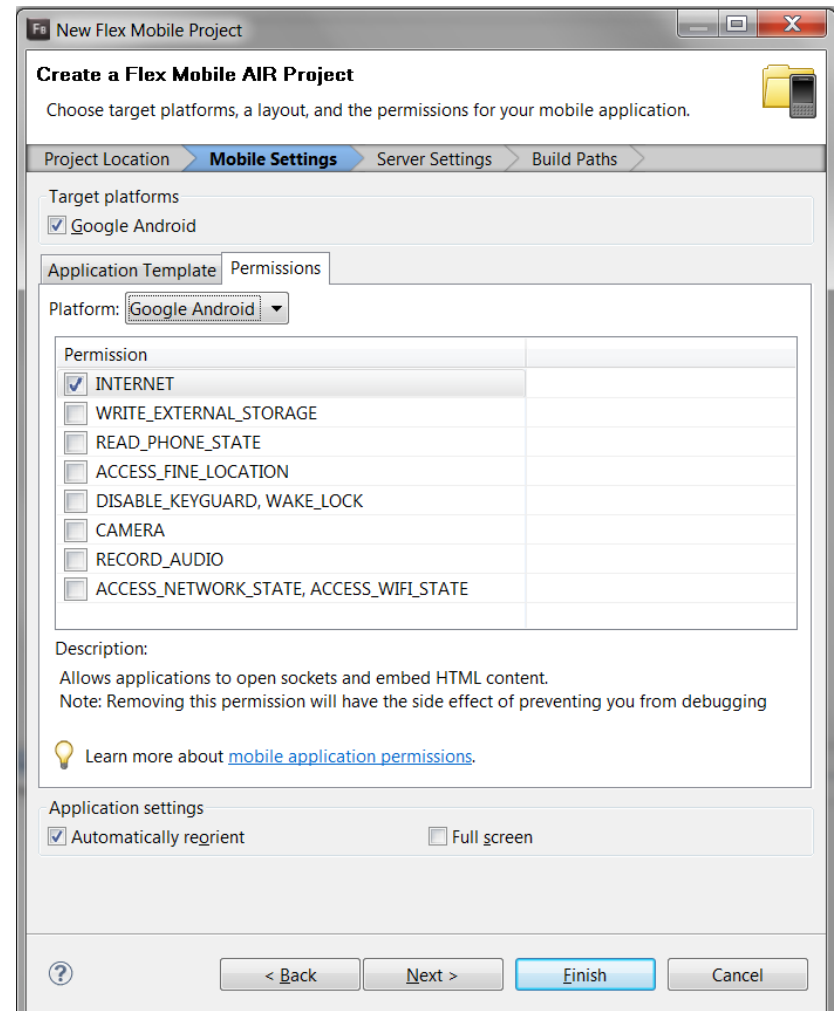 FB New Flex Mobile Project
Create a Flex Mobile AIR Project
Choose target platforms, a layout, and the permissions for your mobile application.
Project Location Mobile Settings Server Settings Build Paths
Target platforms
Google Android
Application Template Permissions
Platform: Google Android
Permission
INTERNET
WRITE_EXTERNAL_STORAGE
READ_PHONE_STATE
ACCESS_FINE_LOCATION
DISABLE_KEYGUARD, WAKE_LOCK
CAMERA
RECORD_AUDIO
ACCESS_NETWORK_STATE, ACCESS_WIFI_STATE
Description:
Allows applications to open sockets and embed HTML content.
Note: Removing this permission will have the side effect of preventing you from debugging
Learn more about mobile application permissions.
Application settings
Automatically reorient Full screen
? < Back Next > Finish Cancel